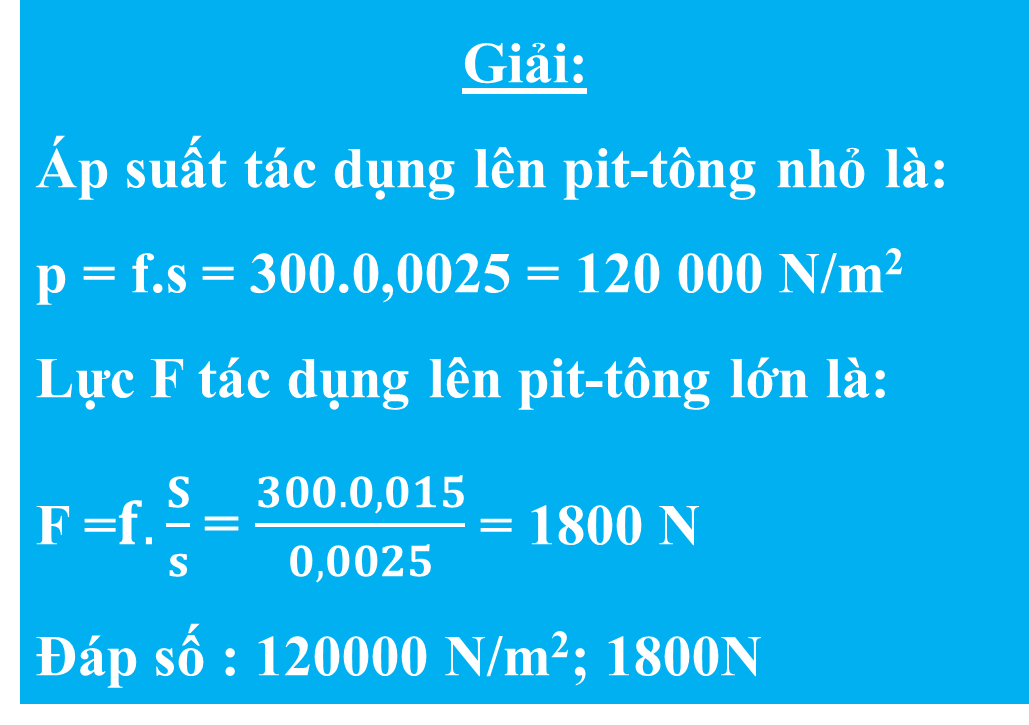 Giải:
Áp suất tác dụng lên pit-tông nhỏ là:
p = f.s = 300.0,0025 = 120 000 N/m²
Lực F tác dụng lên pit-tông lớn là:
F =f. S/s = 300.0,015/0,0025 = 1800 N
Đáp số : 120000 N/m²; 1800N